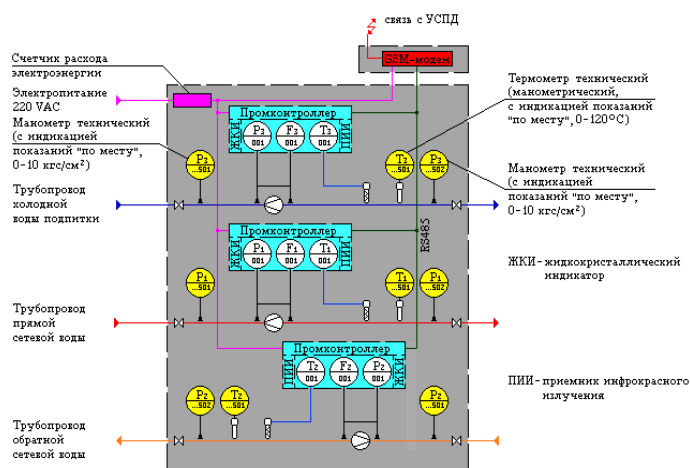 связь с УСПД
GSM-модем
Счетчик расхода
электроэнергии
Электропитание
220 VAC
Манометр технический
(с индикацией
показаний "по месту",
0-10 кгс/см²)
Термометр технический
(манометрический,
с индикацией показаний
"по месту", 0-120°C)
Манометр технический
(с индикацией
показаний "по месту",
0-10 кгс/см²)
Промконтроллер
ЖКИ
P3
001
F3
001
T3
001
ПИИ
P3
...501
T3
...501
P3
...502
Трубопровод
холодной
воды подпитки
RS485
Промконтроллер
ЖКИ
P1
001
F1
001
T1
001
ПИИ
P1
...501
T1
...501
P1
...502
ЖКИ- жидкокристаллический
индикатор
Трубопровод
прямой
сетевой воды
Промконтроллер
ПИИ
T2
001
F2
001
P2
001
ЖКИ
P2
...502
T2
...501
P2
...502
ПИИ- приемник инфрокрасного
излучения
Трубопровод
обратной
сетевой воды